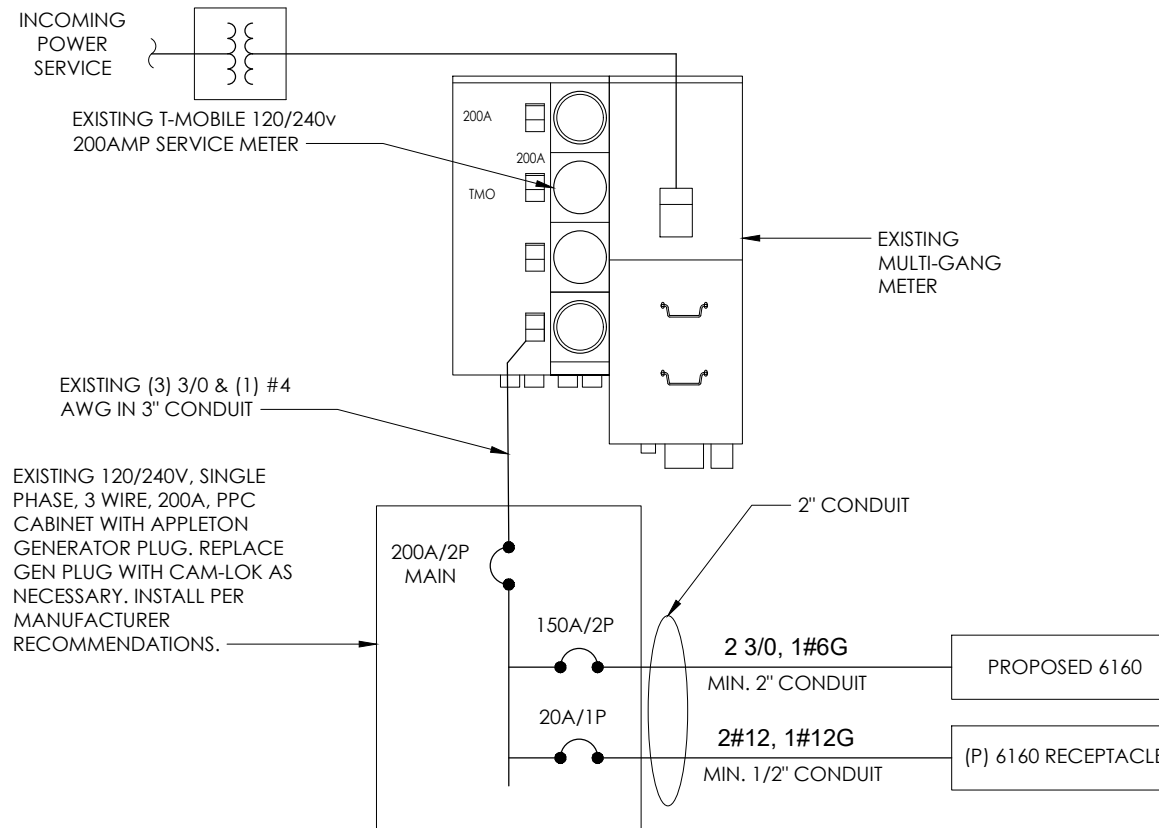 INCOMING
POWER
SERVICE
EXISTING T-MOBILE 120/240v
200AMP SERVICE METER
200A
200A
TMO
EXISTING
MULTI-GANG
METER
EXISTING (3) 3/0 & (1) #4
AWG IN 3" CONDUIT
EXISTING 120/240V, SINGLE
PHASE, 3 WIRE, 200A, PPC
CABINET WITH APPLETON
GENERATOR PLUG. REPLACE
GEN PLUG WITH CAM-LOK AS
NECESSARY. INSTALL PER
MANUFACTURER
RECOMMENDATIONS.
2" CONDUIT
200A/2P
MAIN
150A/2P
2 3/0, 1#6G
MIN. 2" CONDUIT
PROPOSED 6160
20A/1P
2#12, 1#12G
MIN. 1/2" CONDUIT
(P) 6160 RECEPTACLE